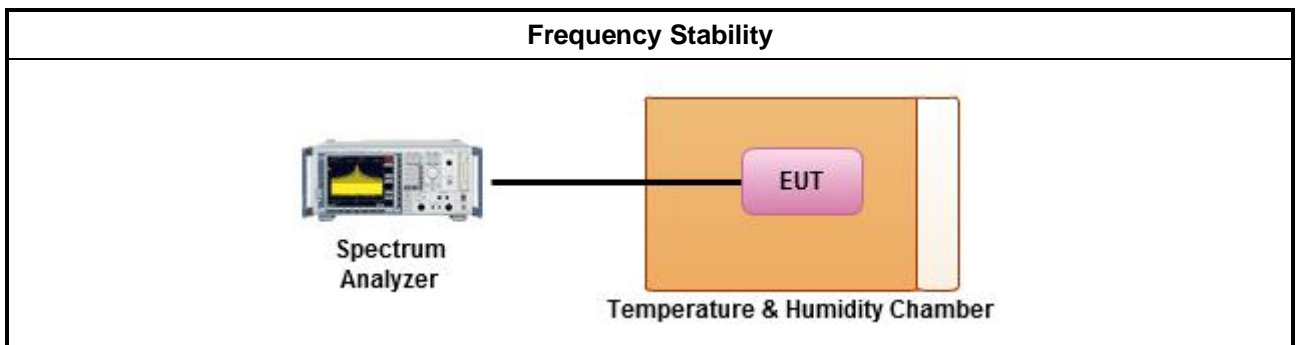 Frequency Stability
EUT
Spectrum
Analyzer
Temperature & Humidity Chamber